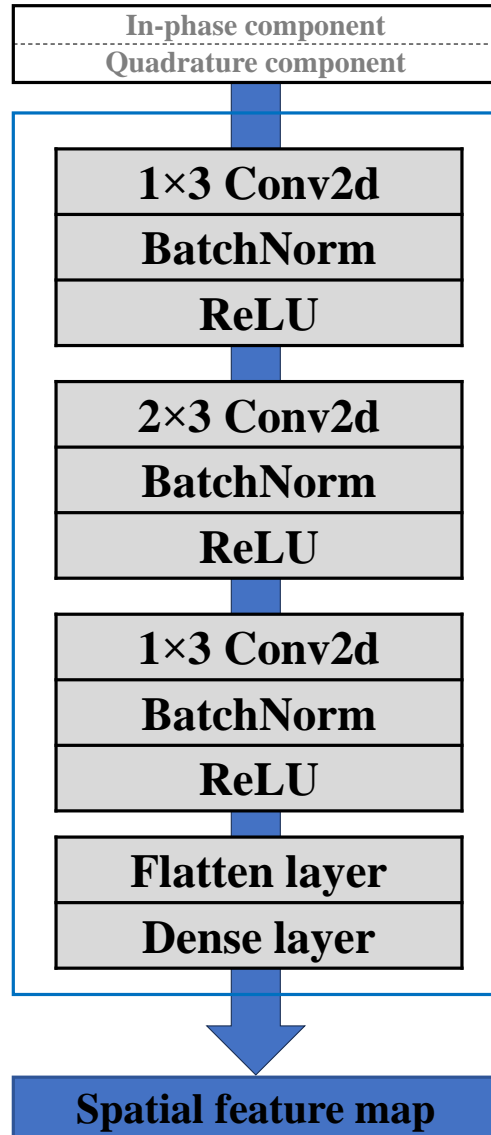 In-phase component
Quadrature component
1×3 Conv2d
BatchNorm
ReLU
2×3 Conv2d
BatchNorm
ReLU
1×3 Conv2d
BatchNorm
ReLU
Flatten layer
Dense layer
Spatial feature map